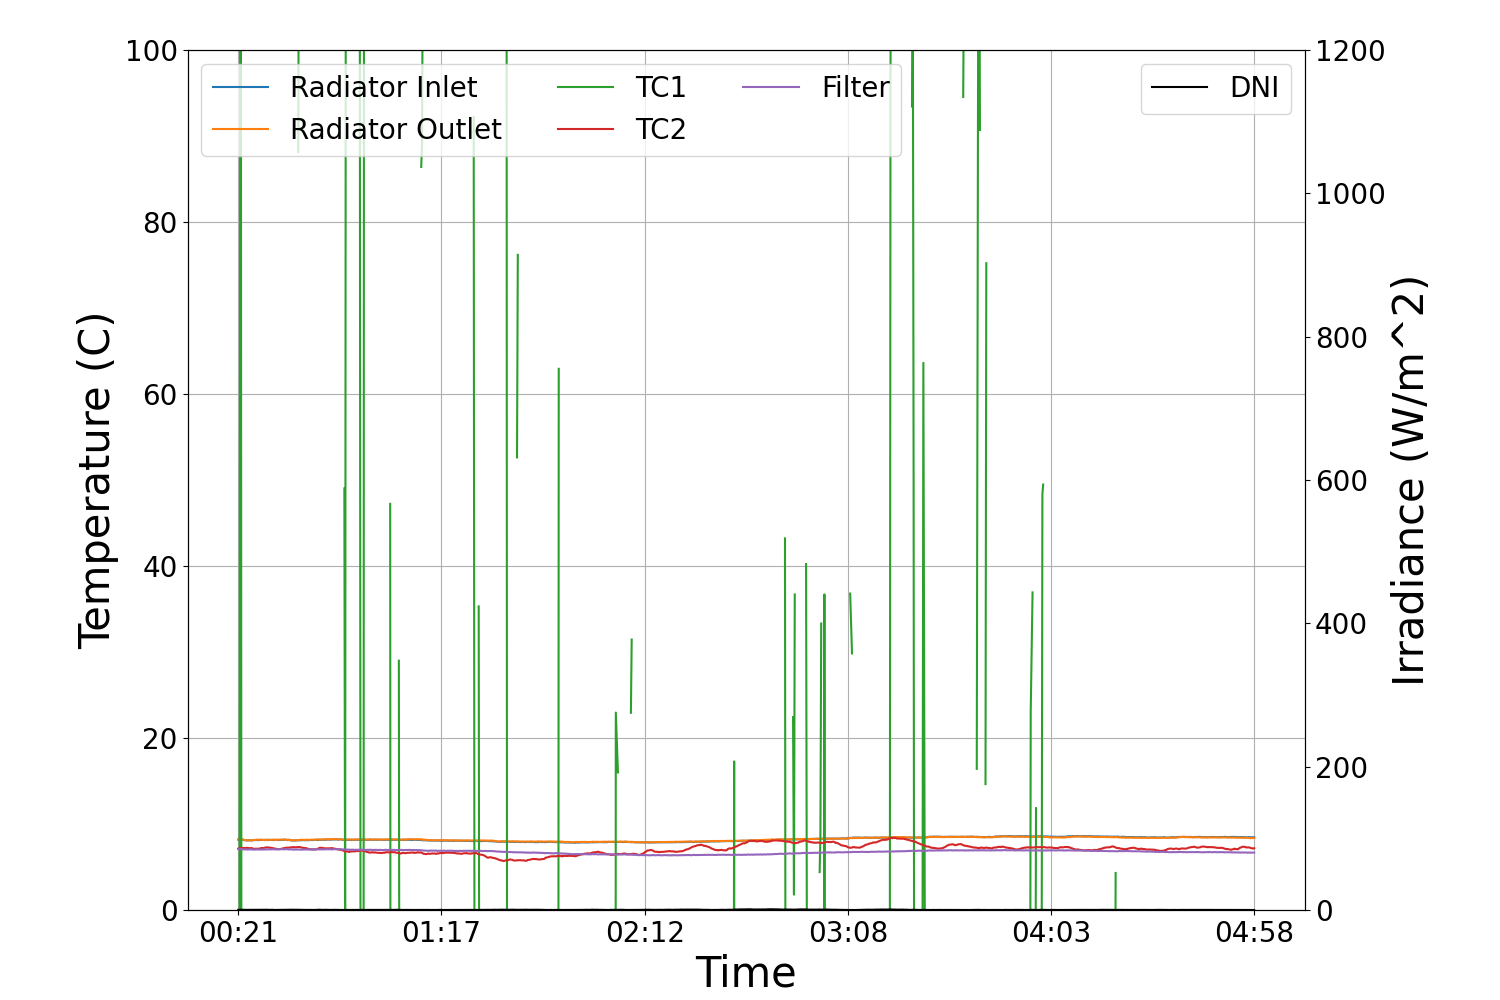 Radiator Inlet
Radiator Outlet
TC1
TC2
Filter
DNI
Temperature (C)
100
80
60
40
20
0
Irradiance (W/m^2)
1200
1000
800
600
400
200
0
00:21 01:17 02:12 03:08 04:03 04:58
Time